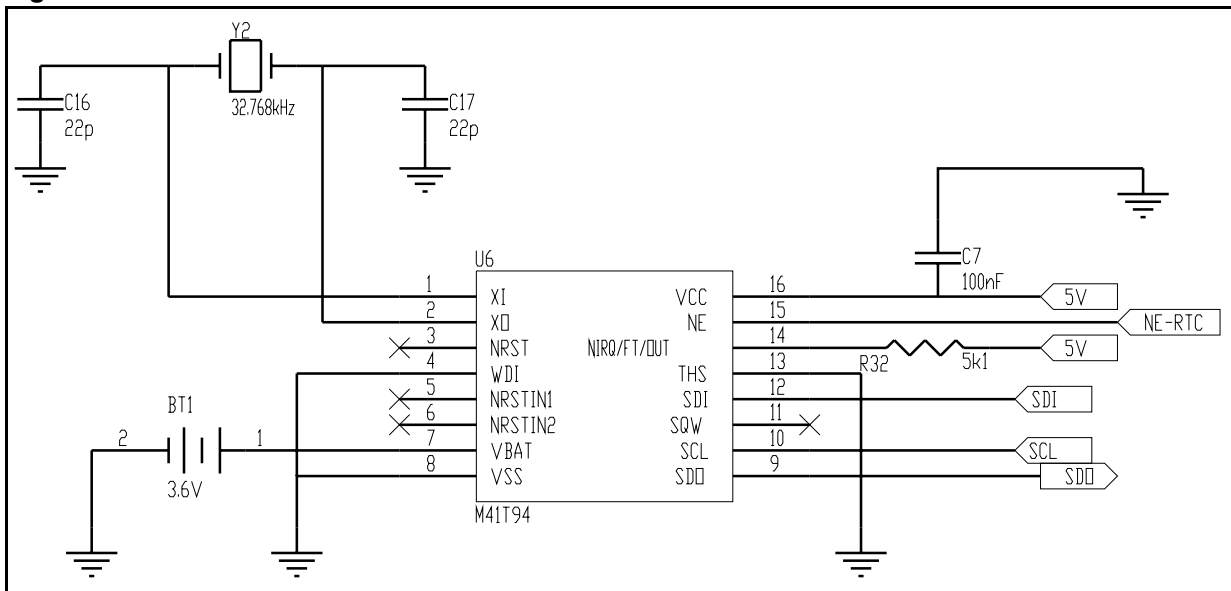 Y2
32.768kHz
C16
22p
C17
22p
C7
100nF
U6
1 XI
2 XO
3 NRST
4 WDI
5 NRSTIN1
6 NRSTIN2
7 VBAT
8 VSS
VCC 16
NE 15
NIRQ/FT/OUT 14
THS 13
SDI 12
SQW 11
SCL 10
SDO 9
M41T94
5V
NE-RTC
R32
5k1
5V
SDI
SCL
SDO
BT1
2
1
3.6V